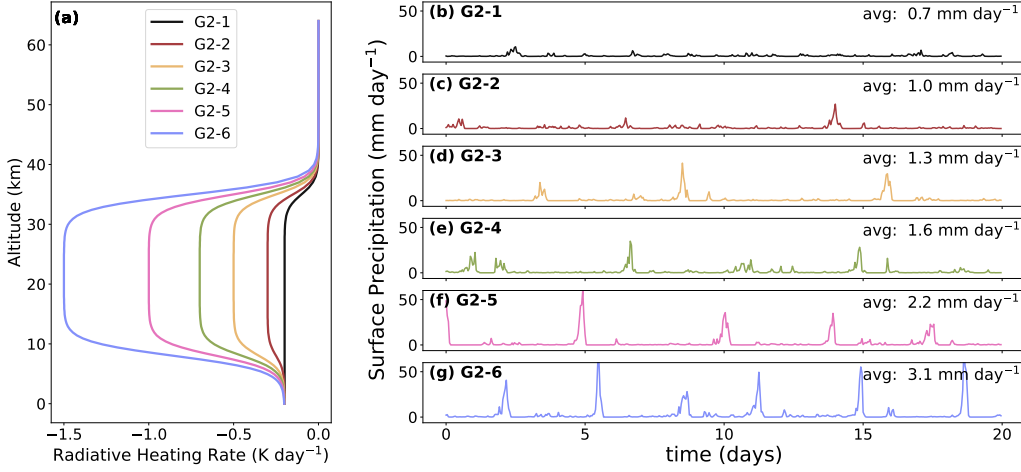 (a)
G2-1
G2-2
G2-3
G2-4
G2-5
G2-6
60
50
40
30
20
10
0
Altitude (km)
−1.5 −1.0 −0.5 0.0
Radiative Heating Rate (K day⁻¹)
Surface Precipitation (mm day⁻¹)
50
0
(b) G2-1
avg: 0.7 mm day⁻¹
50
0
(c) G2-2
avg: 1.0 mm day⁻¹
50
0
(d) G2-3
avg: 1.3 mm day⁻¹
50
0
(e) G2-4
avg: 1.6 mm day⁻¹
50
0
(f) G2-5
avg: 2.2 mm day⁻¹
50
0
(g) G2-6
avg: 3.1 mm day⁻¹
0 5 10 15 20
time (days)